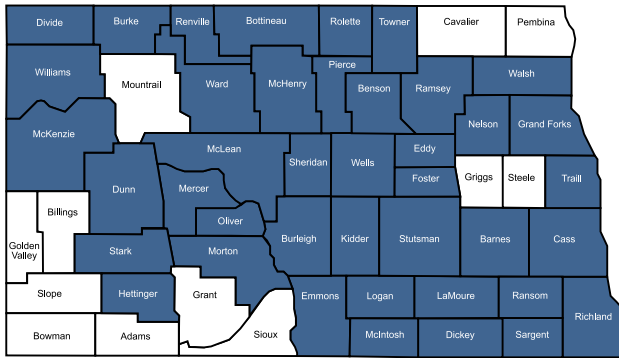 Divide
Burke
Renville
Bottineau
Rolette
Towner
Cavalier
Pembina
Williams
Mountrail
Ward
McHenry
Pierce
Benson
Ramsey
Walsh
McKenzie
McLean
Sheridan
Wells
Eddy
Nelson
Grand Forks
Dunn
Mercer
Foster
Griggs
Steele
Traill
Oliver
Golden
Valley
Billings
Stark
Morton
Burleigh
Kidder
Stutsman
Barnes
Cass
Slope
Hettinger
Grant
Emmons
Logan
LaMoure
Ransom
Richland
Bowman
Adams
Sioux
McIntosh
Dickey
Sargent